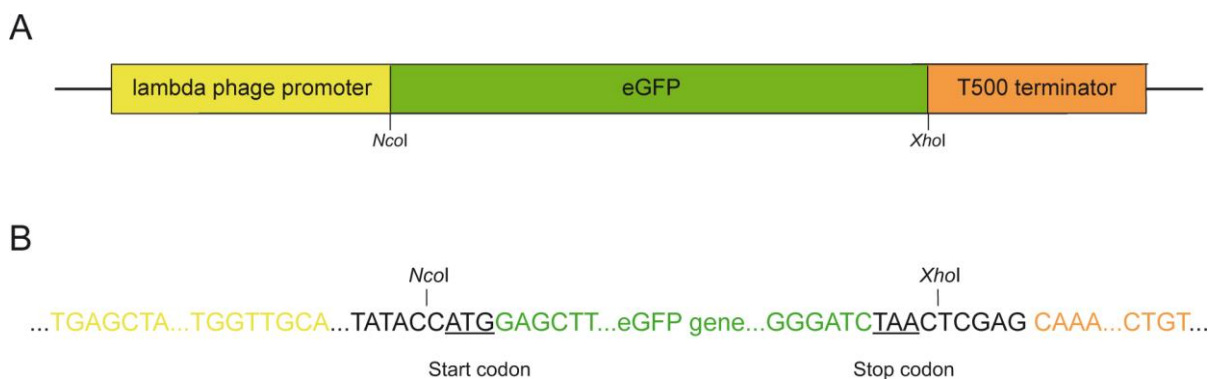 A
lambda phage promoter eGFP T500 terminator
NcoI XhoI
B
NcoI XhoI
...TGAGCTA...TGGTTGCA...TATACCATGGAGCTT...eGFP gene...GGGATCTAACTCGAG CAAA...CTGT...
Start codon Stop codon